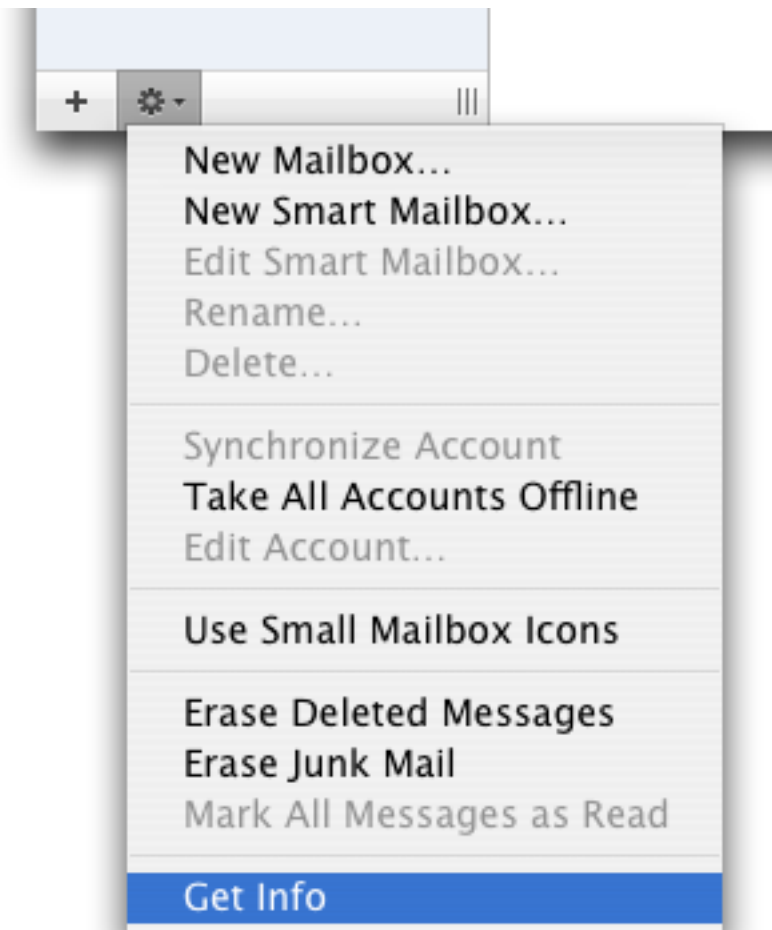 New Mailbox...
New Smart Mailbox...
Edit Smart Mailbox...
Rename...
Delete...
Synchronize Account
Take All Accounts Offline
Edit Account...
Use Small Mailbox Icons
Erase Deleted Messages
Erase Junk Mail
Mark All Messages as Read
Get Info